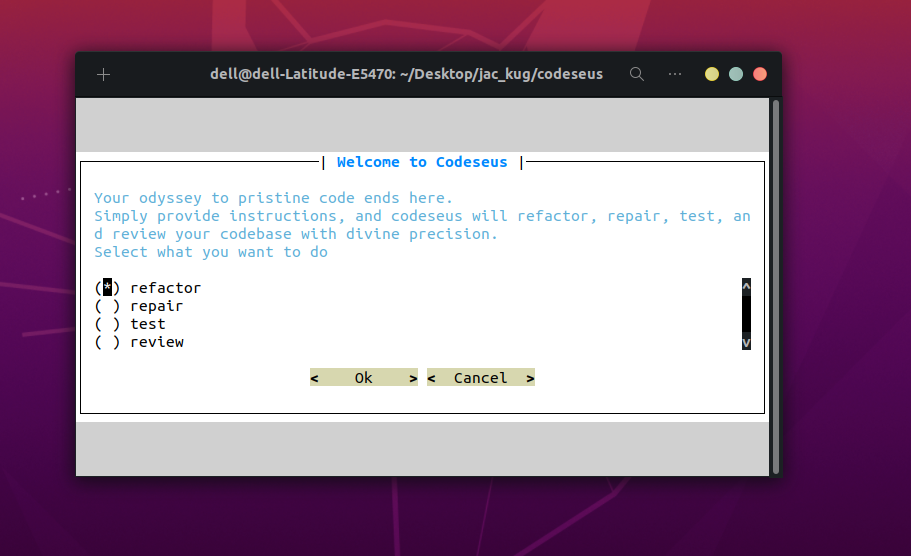 dell@dell-Latitude-E5470: ~/Desktop/jac_kug/codeseus
| Welcome to Codeseus |
Your odyssey to pristine code ends here.
Simply provide instructions, and codeseus will refactor, repair, test, an
d review your codebase with divine precision.
Select what you want to do
(*) refactor
( ) repair
( ) test
( ) review
< Ok > < Cancel >